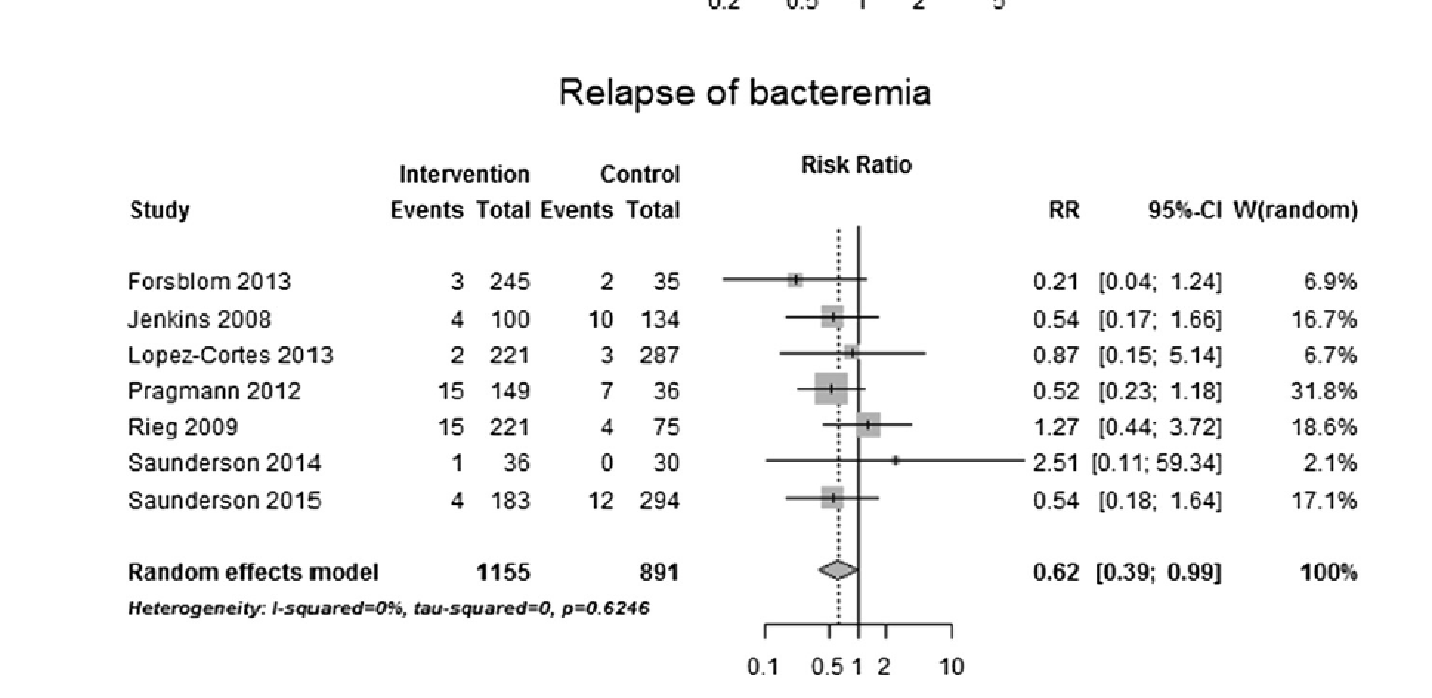 0.2 0.5 1 2 5
Relapse of bacteremia
Intervention Control Risk Ratio
Study Events Total Events Total RR 95%-CI W(random)
Forsblom 2013 3 245 2 35 0.21 [0.04; 1.24] 6.9%
Jenkins 2008 4 100 10 134 0.54 [0.17; 1.66] 16.7%
Lopez-Cortes 2013 2 221 3 287 0.87 [0.15; 5.14] 6.7%
Pragmann 2012 15 149 7 36 0.52 [0.23; 1.18] 31.8%
Rieg 2009 15 221 4 75 1.27 [0.44; 3.72] 18.6%
Saunderson 2014 1 36 0 30 2.51 [0.11; 59.34] 2.1%
Saunderson 2015 4 183 12 294 0.54 [0.18; 1.64] 17.1%
Random effects model 1155 891 0.62 [0.39; 0.99] 100%
Heterogeneity: I-squared=0%, tau-squared=0, p=0.6246
0.1 0.5 1 2 10